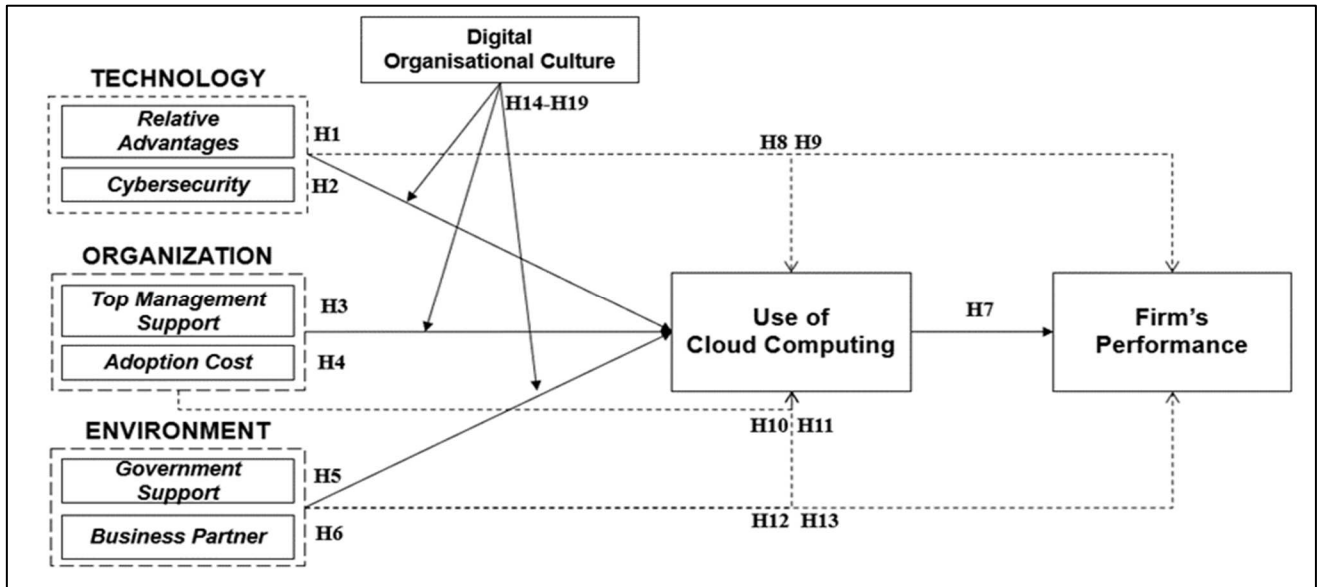 Digital
Organisational Culture
TECHNOLOGY
H14-H19
Relative
Advantages
H1
H8 H9
Cybersecurity
H2
ORGANIZATION
Top Management
Support
H3
Adoption Cost
H4
Use of
Cloud Computing
H7
Firm's
Performance
H10 H11
ENVIRONMENT
Government
Support
H5
Business Partner
H6
H12 H13